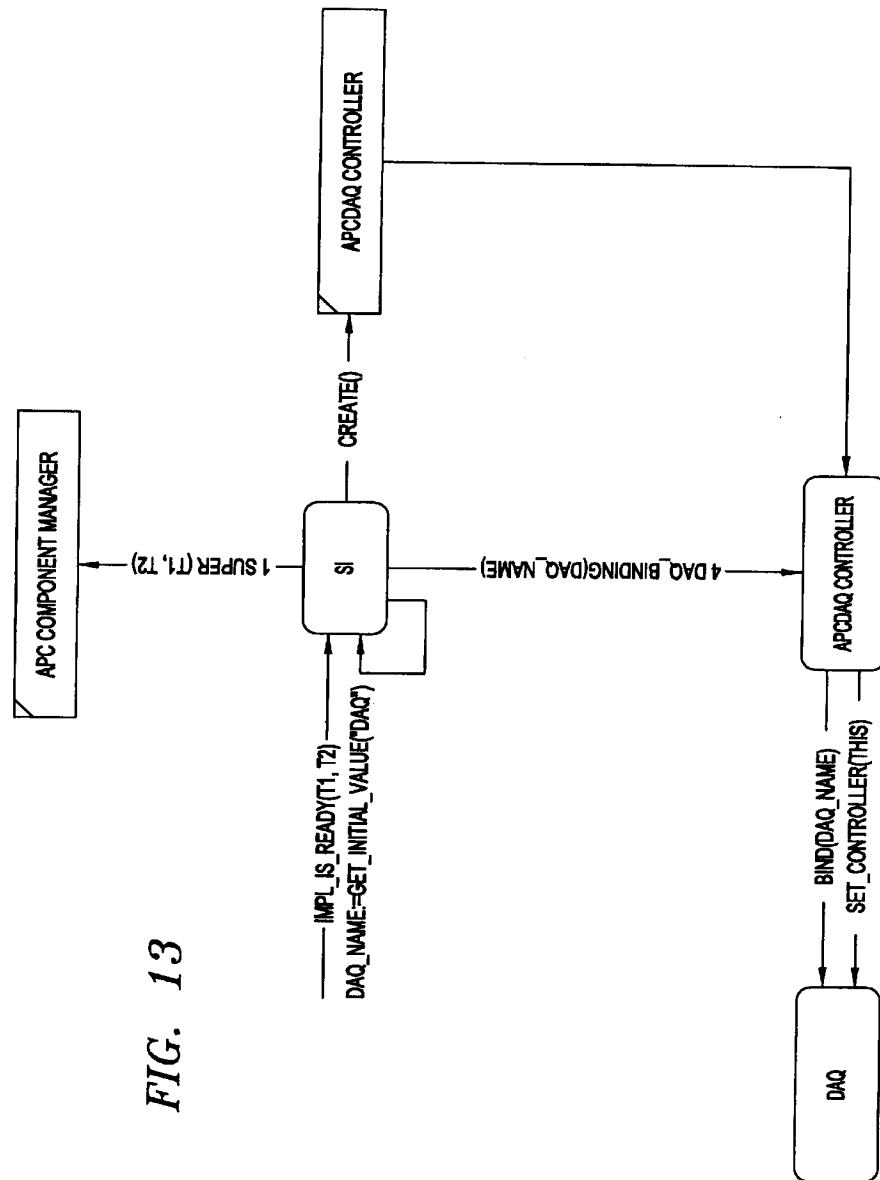 FIG. 13
APC COMPONENT MANAGER
1 SUPER (T1, T2)
IMPL_IS_READY(T1, T2)
DAQ_NAME:=GET_INITIAL_VALUE("DAQ")
SI
CREATE()
APCDAQ CONTROLLER
4 DAQ_BINDING(DAQ_NAME)
DAQ
BIND(DAQ_NAME)
SET_CONTROLLER(THIS)
APCDAQ CONTROLLER